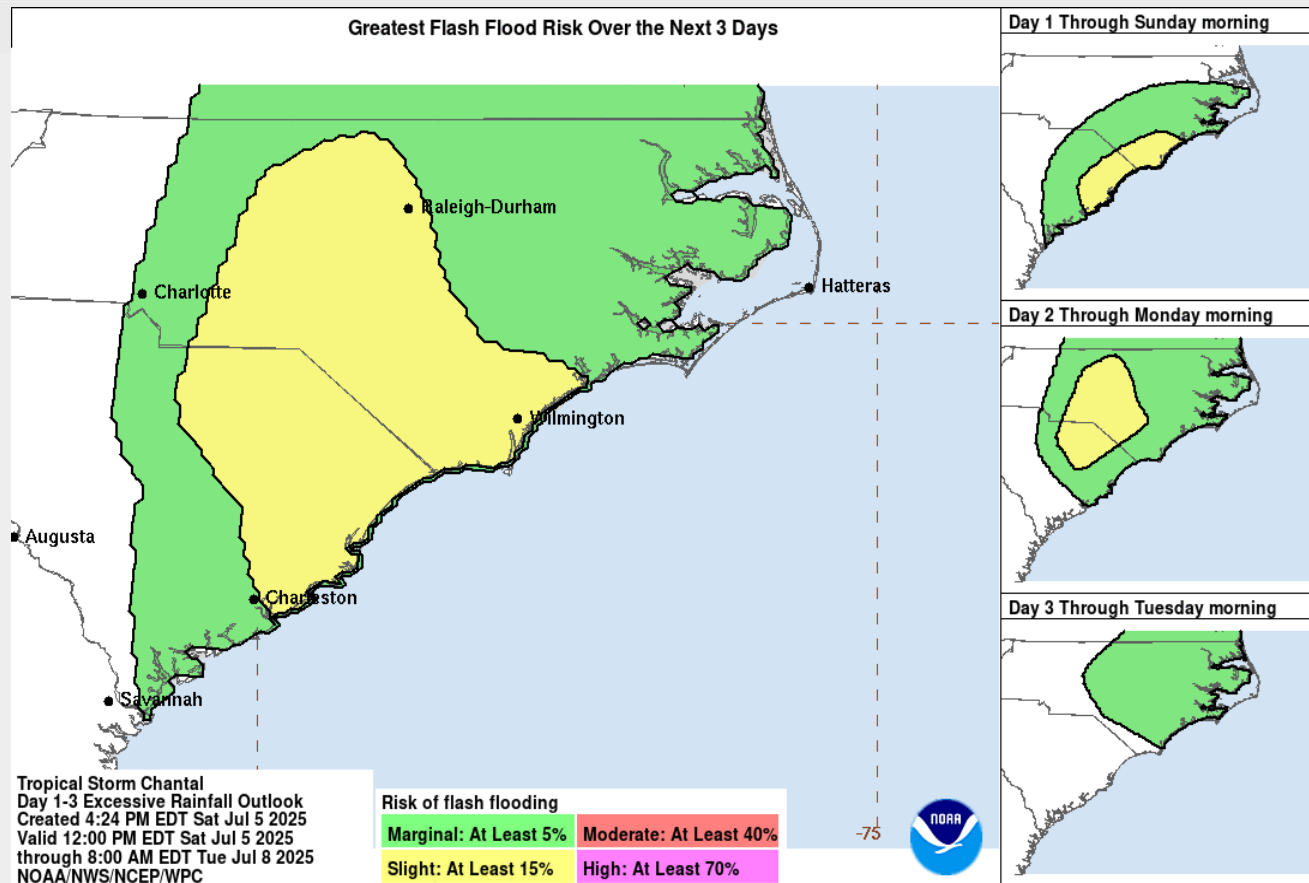 Greatest Flash Flood Risk Over the Next 3 Days
Raleigh-Durham
Charlotte
Hatteras
Wilmington
Augusta
Charleston
Savannah
-75
Tropical Storm Chantal
Day 1-3 Excessive Rainfall Outlook
Created 4:24 PM EDT Sat Jul 5 2025
Valid 12:00 PM EDT Sat Jul 5 2025
through 8:00 AM EDT Tue Jul 8 2025
NOAA/NWS/NCEP/WPC
Risk of flash flooding
Marginal: At Least 5%
Moderate: At Least 40%
Slight: At Least 15%
High: At Least 70%
NOAA
Day 1 Through Sunday morning
Day 2 Through Monday morning
Day 3 Through Tuesday morning